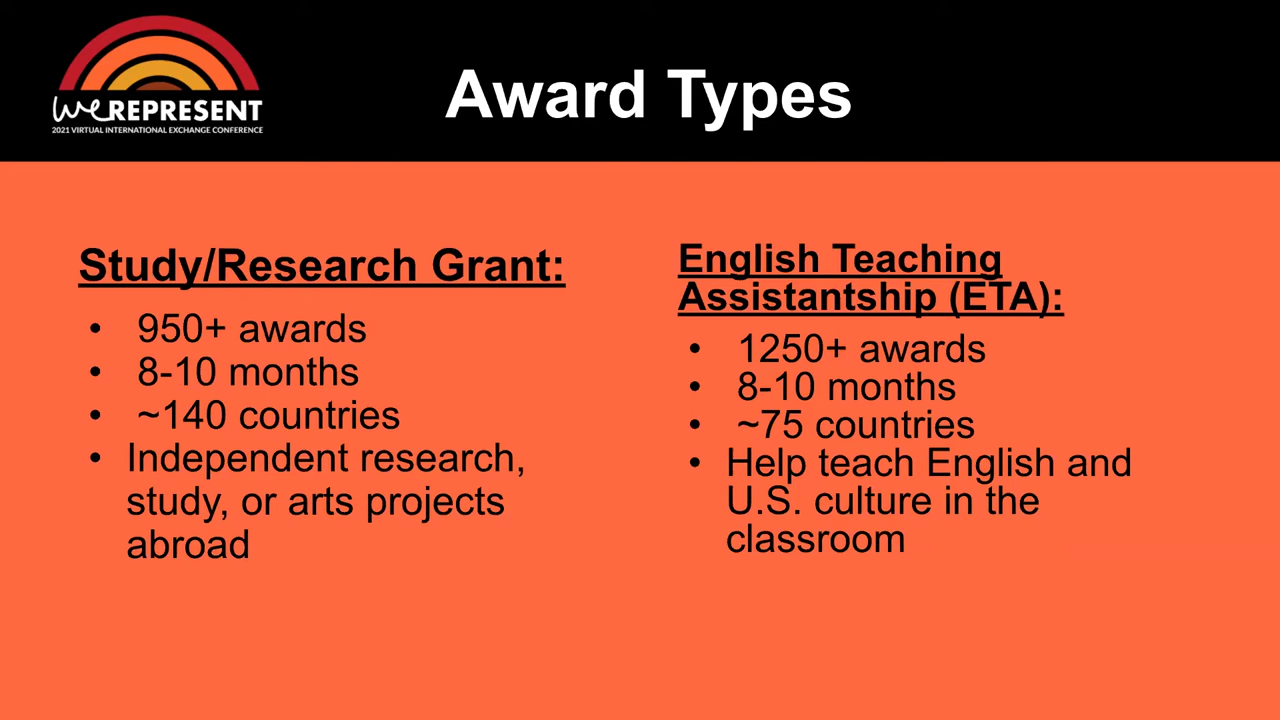 weREPRESENT
2021 VIRTUAL INTERNATIONAL EXCHANGE CONFERENCE
Award Types
Study/Research Grant:
• 950+ awards
• 8-10 months
• ~140 countries
• Independent research,
study, or arts projects
abroad
English Teaching
Assistantship (ETA):
• 1250+ awards
• 8-10 months
• ~75 countries
• Help teach English and
U.S. culture in the
classroom